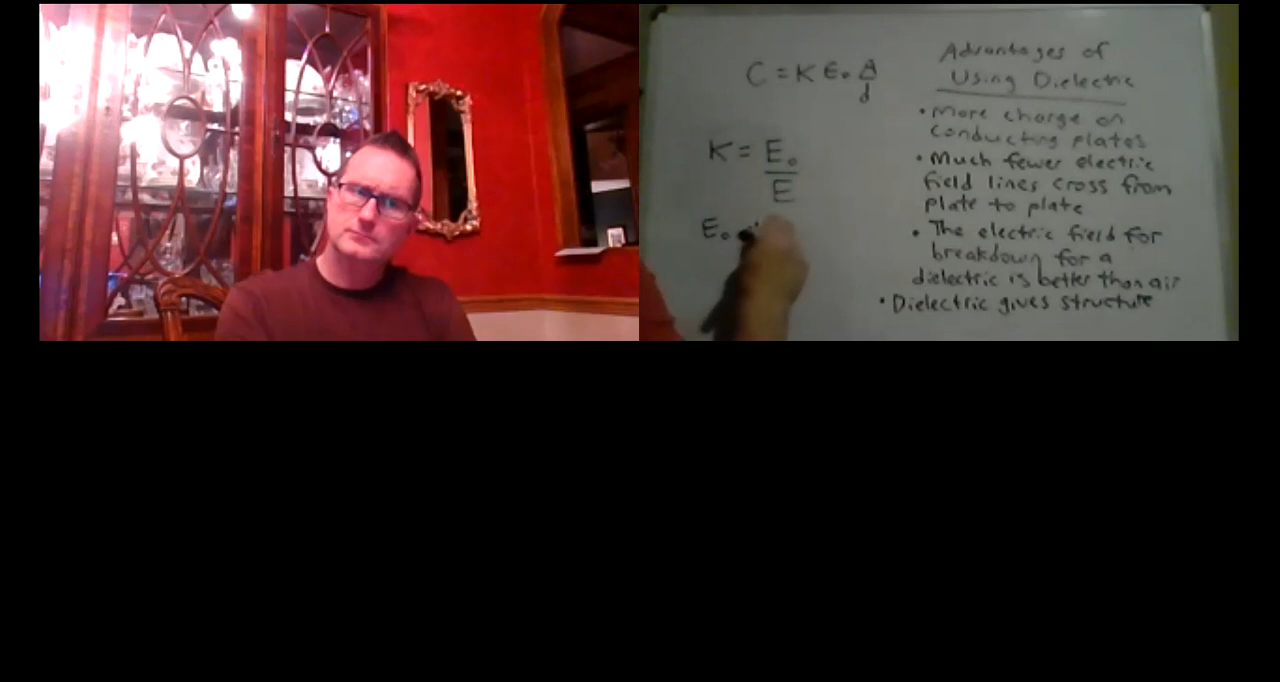 C = K ε₀ A
d
K = E₀
E
E₀
Advantages of
Using Dielectric
• More charge on
conducting plates
• Much fewer electric
field lines cross from
plate to plate
• The electric field for
breakdown for a
dielectric is better than air
• Dielectric gives structure